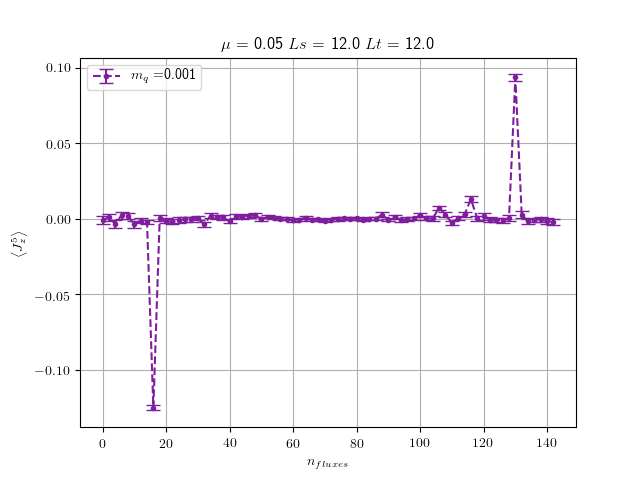 μ = 0.05 Ls = 12.0 Lt = 12.0
m_q =0.001
0.10
0.05
0.00
−0.05
−0.10
⟨J_z^5⟩
0 20 40 60 80 100 120 140
n_fluxes